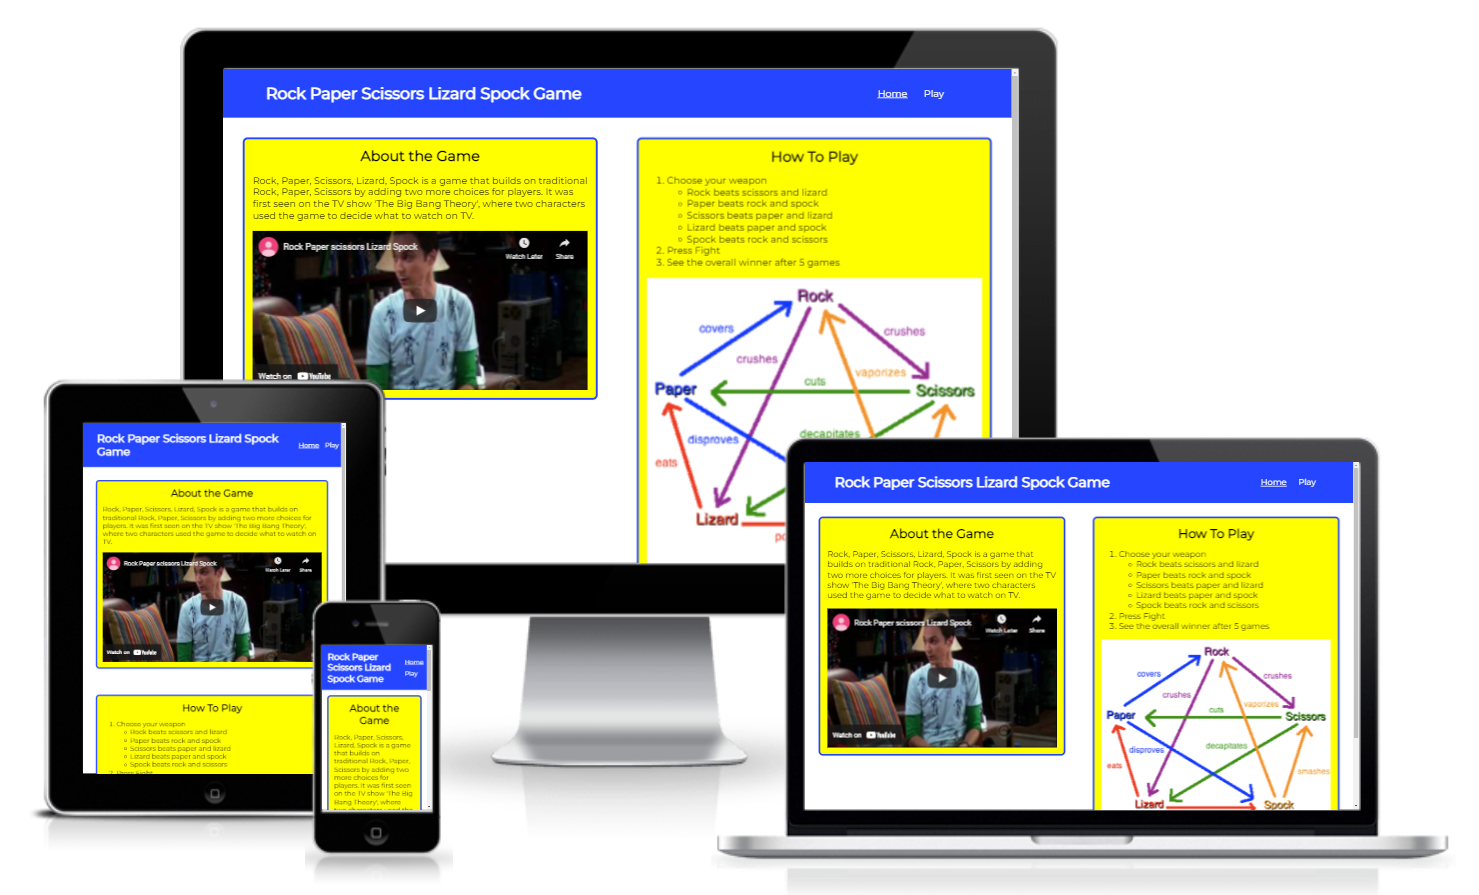 Rock Paper Scissors Lizard Spock Game
Home Play
About the Game
Rock, Paper, Scissors, Lizard, Spock is a game that builds on traditional
Rock, Paper, Scissors by adding two more choices for players. It was
first seen on the TV show 'The Big Bang Theory', where two characters
used the game to decide what to watch on TV.
Rock Paper scissors Lizard Spock
Watch Later Share
Watch on YouTube
How To Play
1. Choose your weapon
Rock beats scissors and lizard
Paper beats rock and spock
Scissors beats paper and lizard
Lizard beats paper and spock
Spock beats rock and scissors
2. Press Fight
3. See the overall winner after 5 games
Rock
covers
crushes
crushes
vaporizes
Paper
cuts
Scissors
disproves
decapitates
eats
Lizard
po
Rock Paper Scissors Lizard Spock
Game
Home Play
About the Game
Rock, Paper, Scissors, Lizard, Spock is a game that builds on
traditional Rock, Paper, Scissors by adding two more choices for
players. It was first seen on the TV show 'The Big Bang Theory',
where two characters used the game to decide what to watch on
TV.
Rock Paper scissors Lizard Spock
Watch Later Share
Watch on YouTube
How To Play
1. Choose your weapon
Rock beats scissors and lizard
Paper beats rock and spock
Scissors beats paper and lizard
Lizard beats paper and spock
Spock beats rock and scissors
2. Press Fight
Rock Paper
Scissors Lizard
Spock Game
Home
Play
About the
Game
Rock, Paper, Scissors,
Lizard, Spock is a game
that builds on
traditional Rock, Paper,
Scissors by adding two
more choices for
players. It was first seen
on the TV show 'The Big
Bang Theory', where
two characters used the
Rock Paper Scissors Lizard Spock Game
Home Play
About the Game
Rock, Paper, Scissors, Lizard, Spock is a game that
builds on traditional Rock, Paper, Scissors by adding
two more choices for players. It was first seen on the TV
show 'The Big Bang Theory', where two characters
used the game to decide what to watch on TV.
Rock Paper scissors Lizard Spock
Watch Later Share
Watch on YouTube
How To Play
1. Choose your weapon
Rock beats scissors and lizard
Paper beats rock and spock
Scissors beats paper and lizard
Lizard beats paper and spock
Spock beats rock and scissors
2. Press Fight
3. See the overall winner after 5 games
Rock
covers
crushes
crushes
vaporizes
Paper
cuts
Scissors
disproves
decapitates
eats
smashes
Lizard
Spock